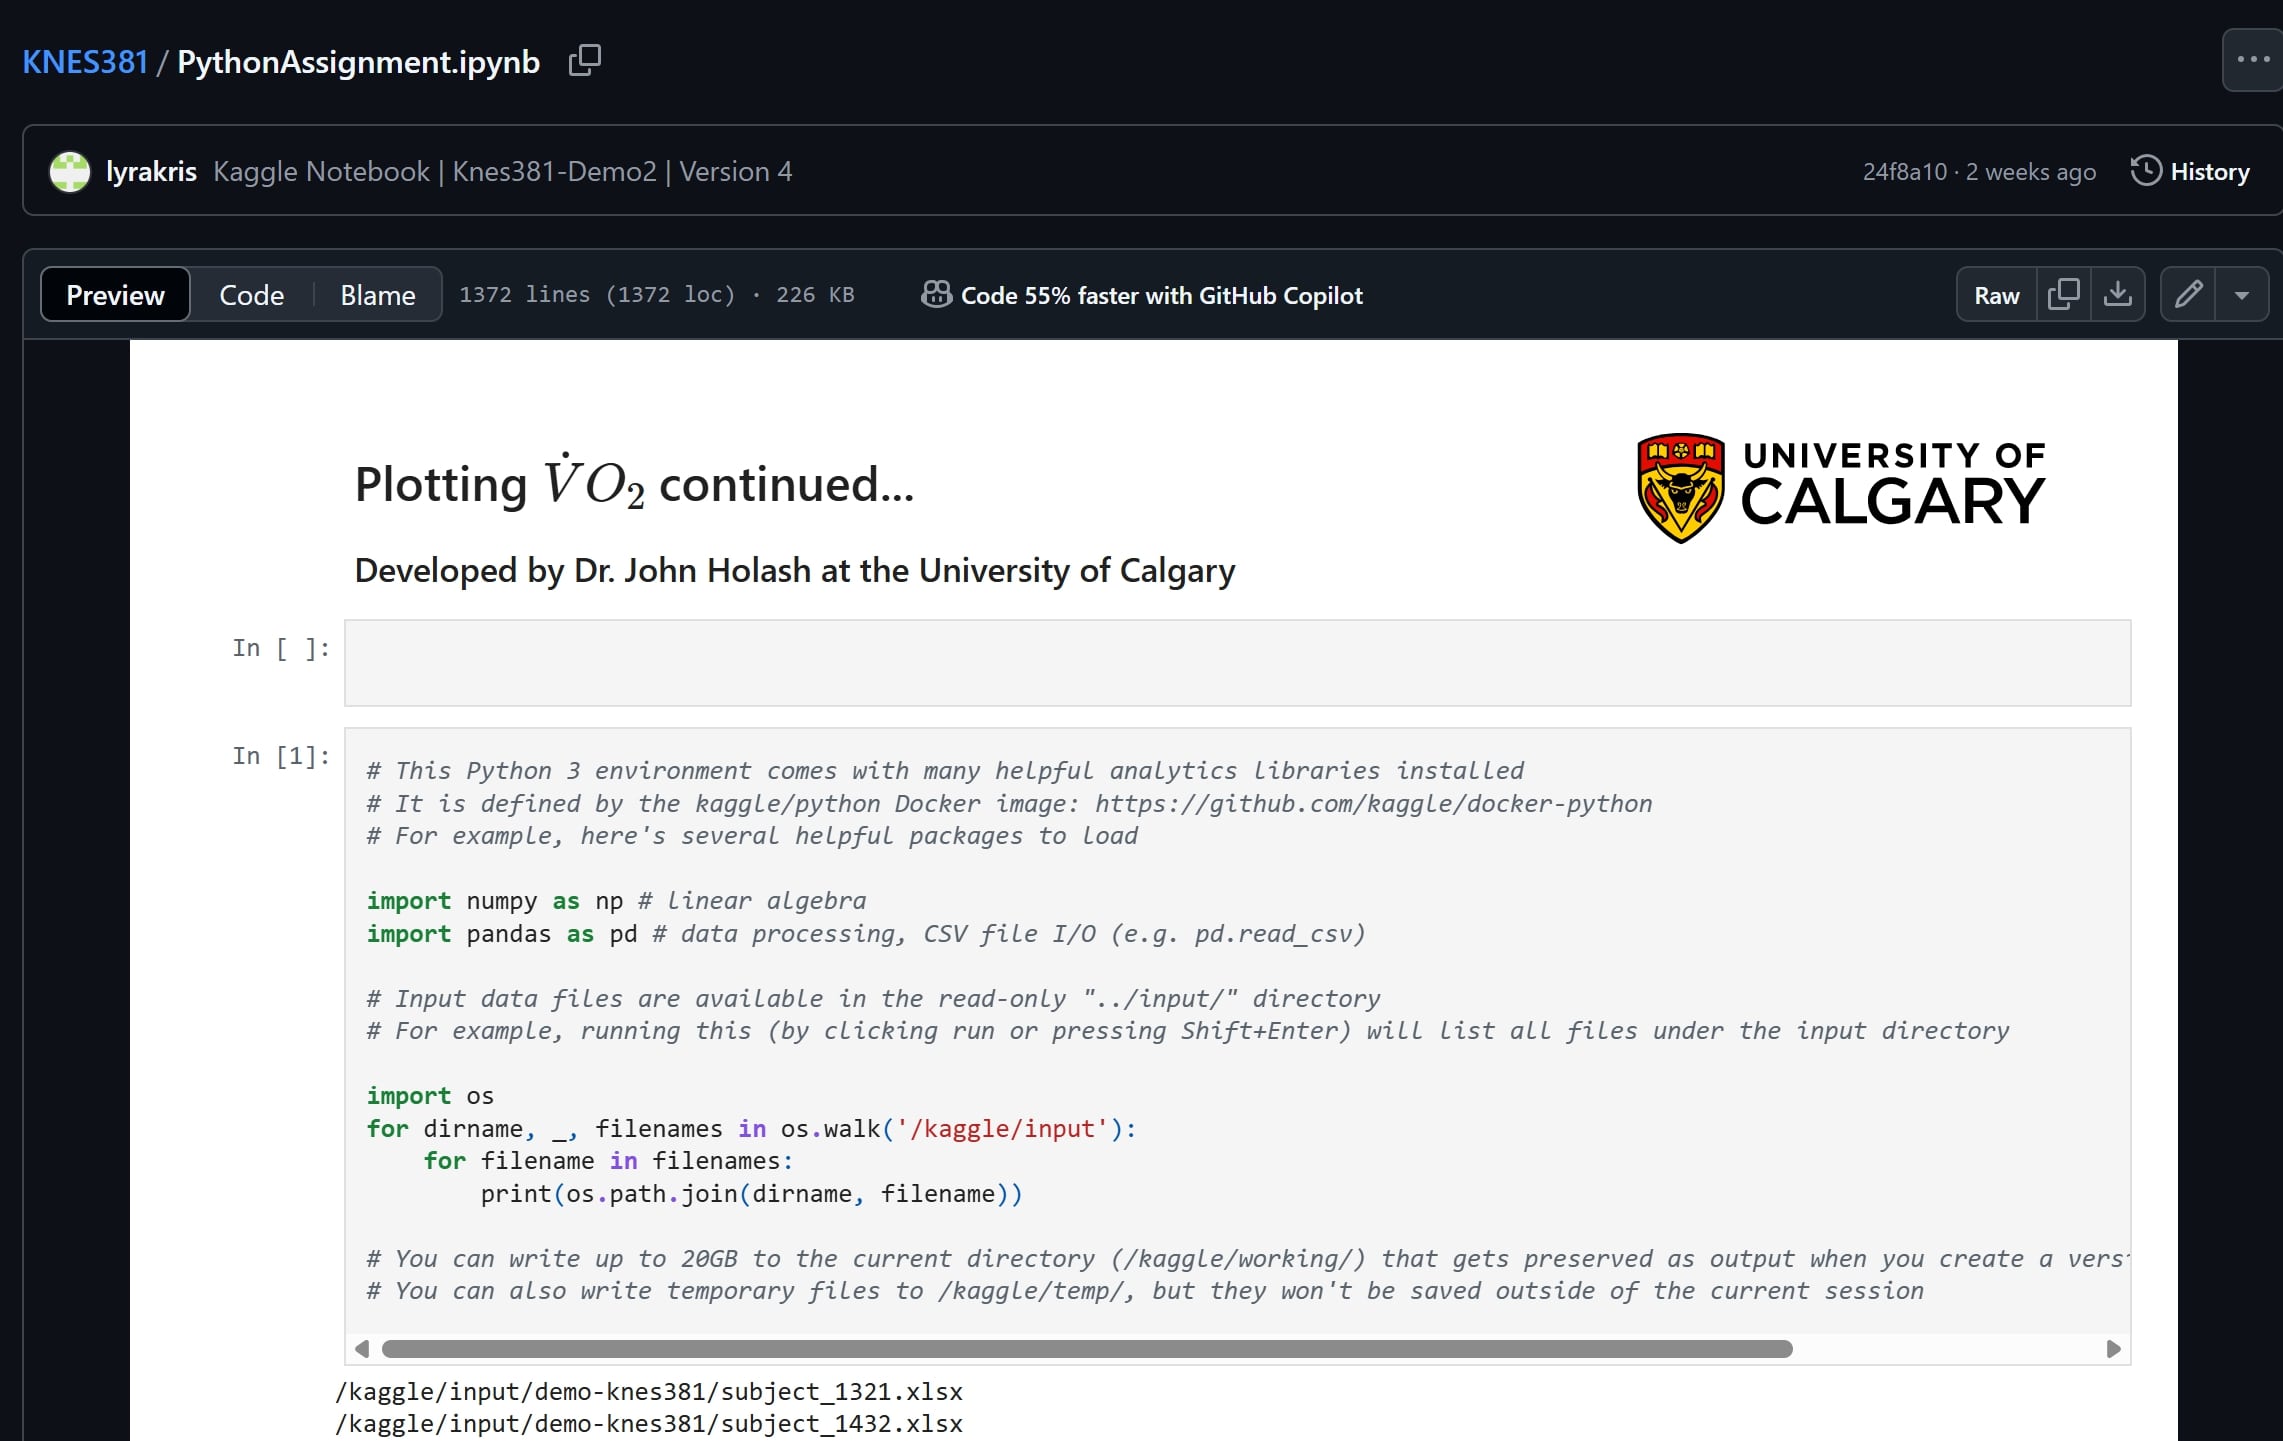 KNES381 / PythonAssignment.ipynb
lyrakris Kaggle Notebook | Knes381-Demo2 | Version 4
24f8a10 · 2 weeks ago History
Preview Code Blame 1372 lines (1372 loc) · 226 KB Code 55% faster with GitHub Copilot Raw
Plotting V̇O₂ continued...
UNIVERSITY OF
CALGARY
Developed by Dr. John Holash at the University of Calgary
In [ ]:
In [1]:
# This Python 3 environment comes with many helpful analytics libraries installed
# It is defined by the kaggle/python Docker image: https://github.com/kaggle/docker-python
# For example, here's several helpful packages to load
import numpy as np # linear algebra
import pandas as pd # data processing, CSV file I/O (e.g. pd.read_csv)
# Input data files are available in the read-only "../input/" directory
# For example, running this (by clicking run or pressing Shift+Enter) will list all files under the input directory
import os
for dirname, _, filenames in os.walk('/kaggle/input'):
    for filename in filenames:
        print(os.path.join(dirname, filename))
# You can write up to 20GB to the current directory (/kaggle/working/) that gets preserved as output when you create a vers
# You can also write temporary files to /kaggle/temp/, but they won't be saved outside of the current session
/kaggle/input/demo-knes381/subject_1321.xlsx
/kaggle/input/demo-knes381/subject_1432.xlsx